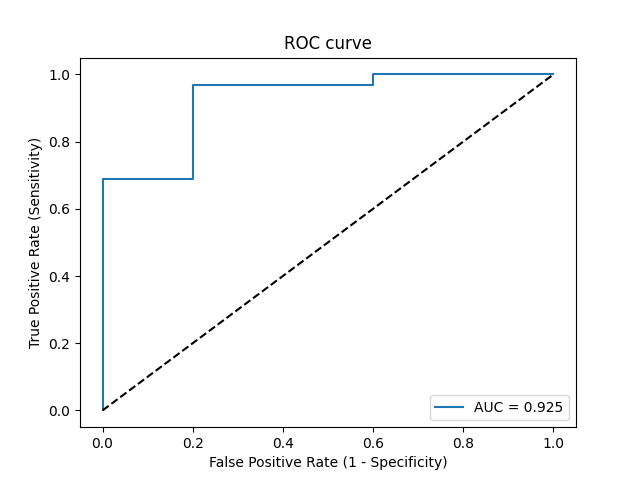 ROC curve
True Positive Rate (Sensitivity)
1.0
0.8
0.6
0.4
0.2
0.0
AUC = 0.925
0.0 0.2 0.4 0.6 0.8 1.0
False Positive Rate (1 - Specificity)